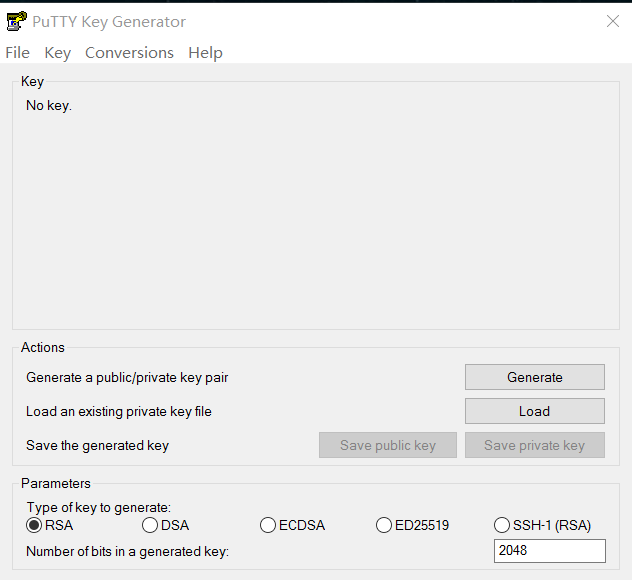 PuTTY Key Generator
File Key Conversions Help
Key
No key.
Actions
Generate a public/private key pair Generate
Load an existing private key file Load
Save the generated key Save public key Save private key
Parameters
Type of key to generate:
RSA DSA ECDSA ED25519 SSH-1 (RSA)
Number of bits in a generated key: 2048